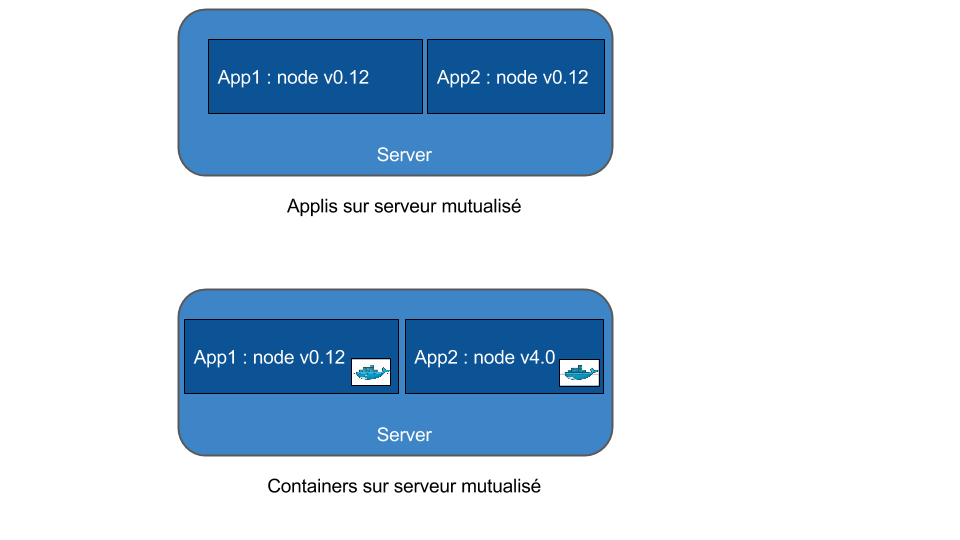 App1 : node v0.12
App2 : node v0.12
Server
Applis sur serveur mutualisé
App1 : node v0.12
App2 : node v4.0
Server
Containers sur serveur mutualisé